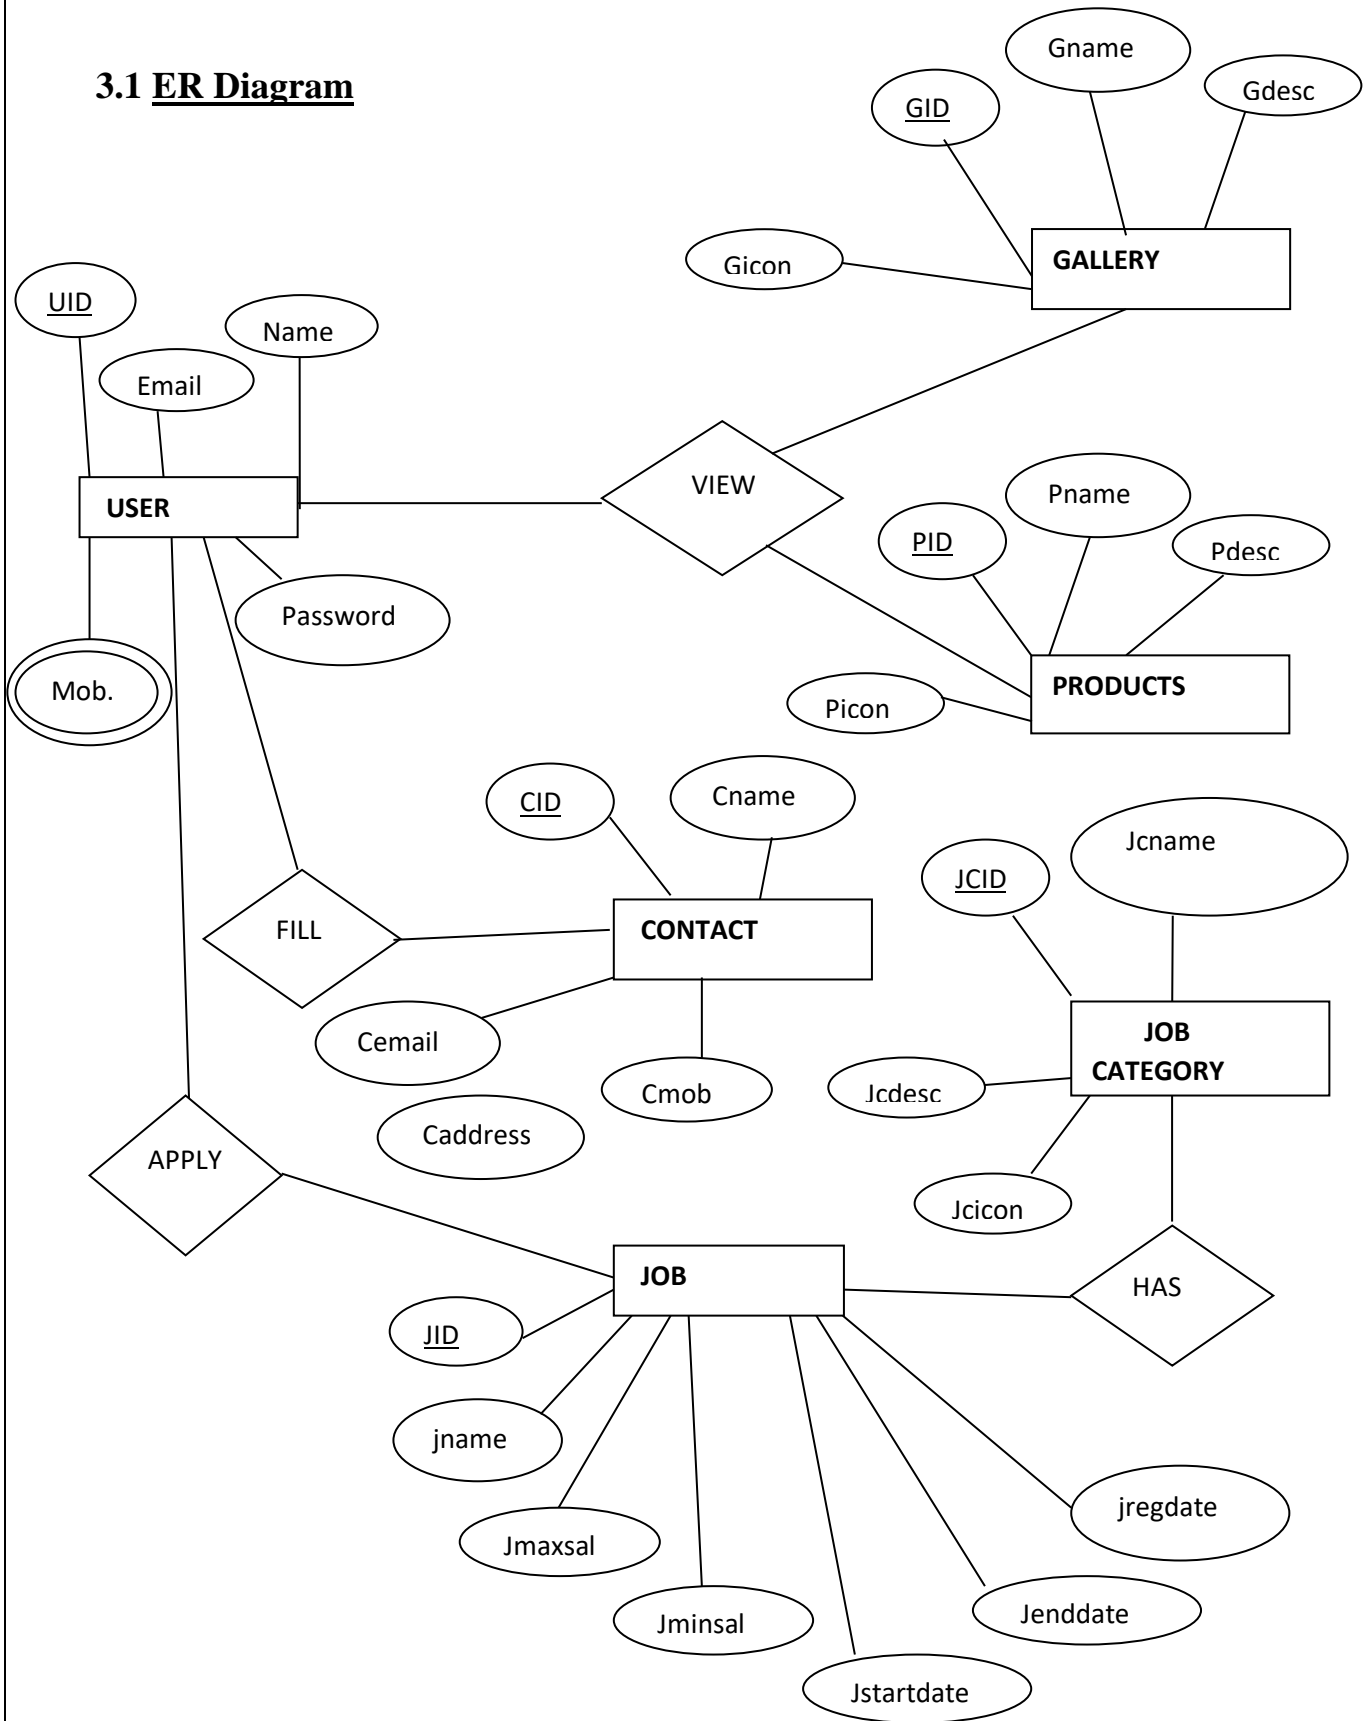 3.1 ER Diagram
Gname
Gdesc
GID
Gicon
GALLERY
UID
Name
Email
USER
VIEW
Pname
PID
Pdesc
Password
Mob.
PRODUCTS
Picon
CID
Cname
Jcname
JCID
FILL
CONTACT
Cemail
JOB
CATEGORY
Cmob
Jcdesc
Caddress
APPLY
Jcicon
JOB
HAS
JID
jname
Jmaxsal
jregdate
Jminsal
Jenddate
Jstartdate